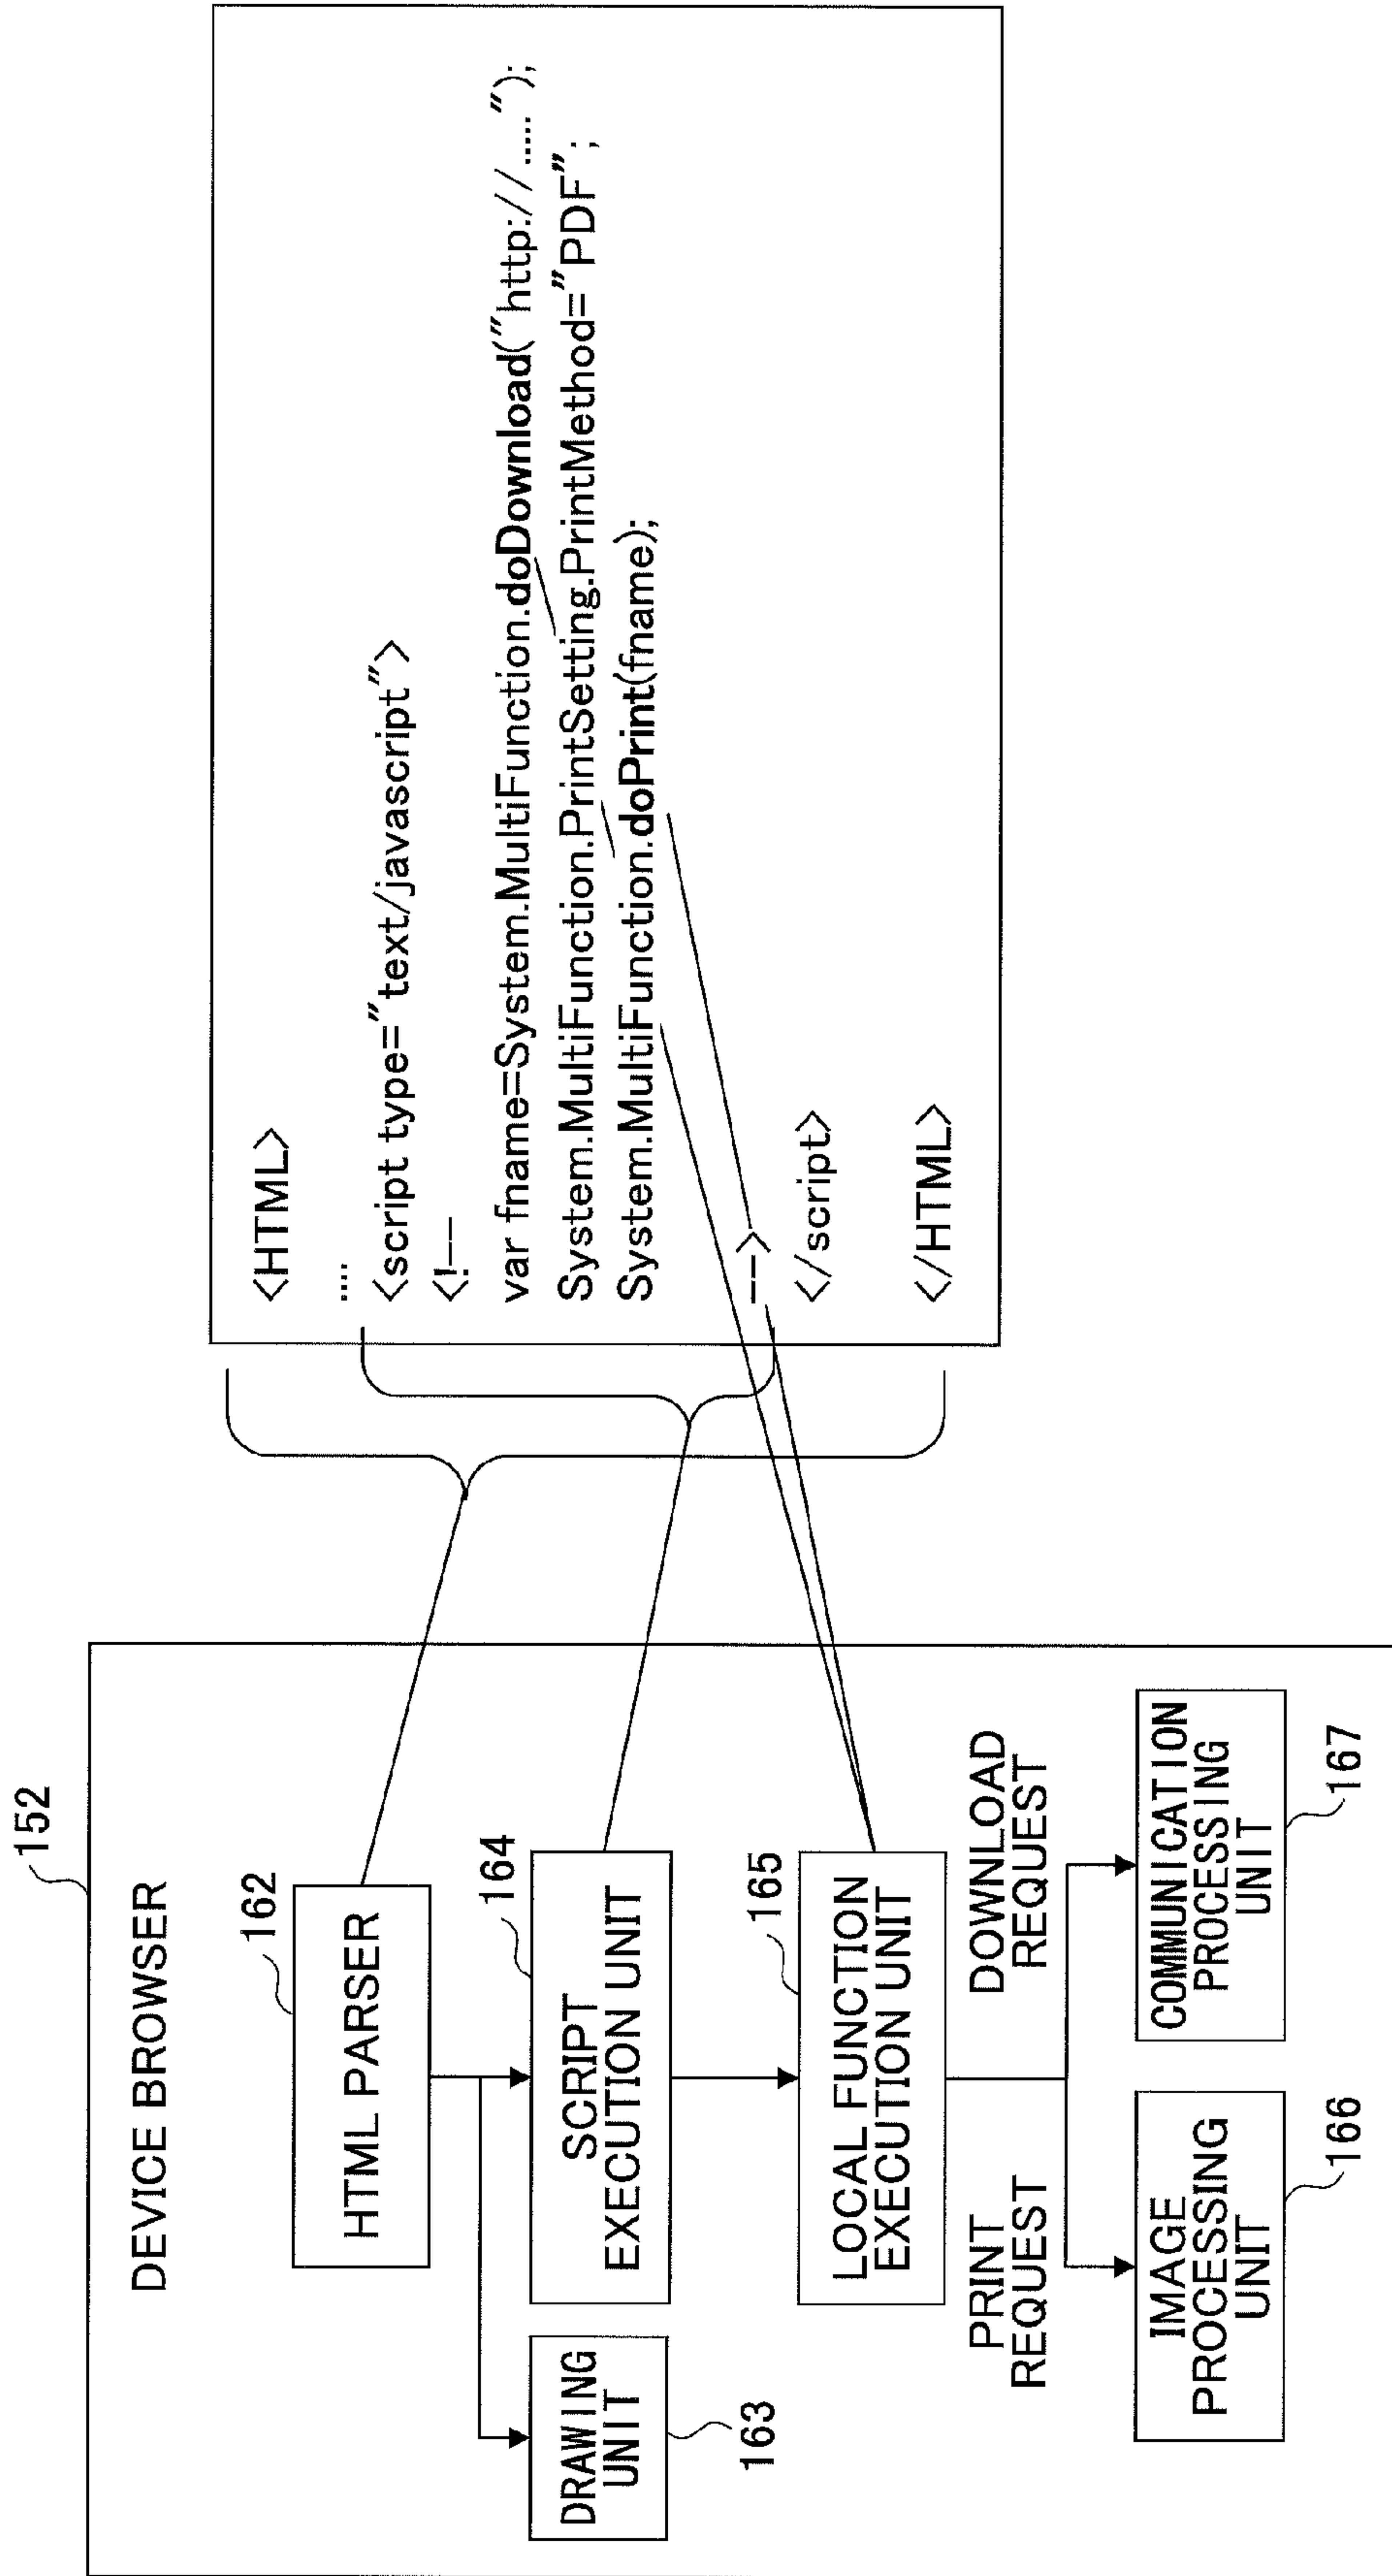 152
DEVICE BROWSER
162
HTML PARSER
DRAWING
UNIT
163
164
SCRIPT
EXECUTION UNIT
165
LOCAL FUNCTION
EXECUTION UNIT
PRINT
REQUEST
DOWNLOAD
REQUEST
IMAGE
PROCESSING
UNIT
166
COMMUNICATION
PROCESSING
UNIT
167
<HTML>
....
<script type="text/javascript">
<!--
var fname=System.MultiFunction.doDownload("http://.....");
System.MultiFunction.PrintSetting.PrintMethod="PDF";
System.MultiFunction.doPrint(fname);
-->
</script>
</HTML>